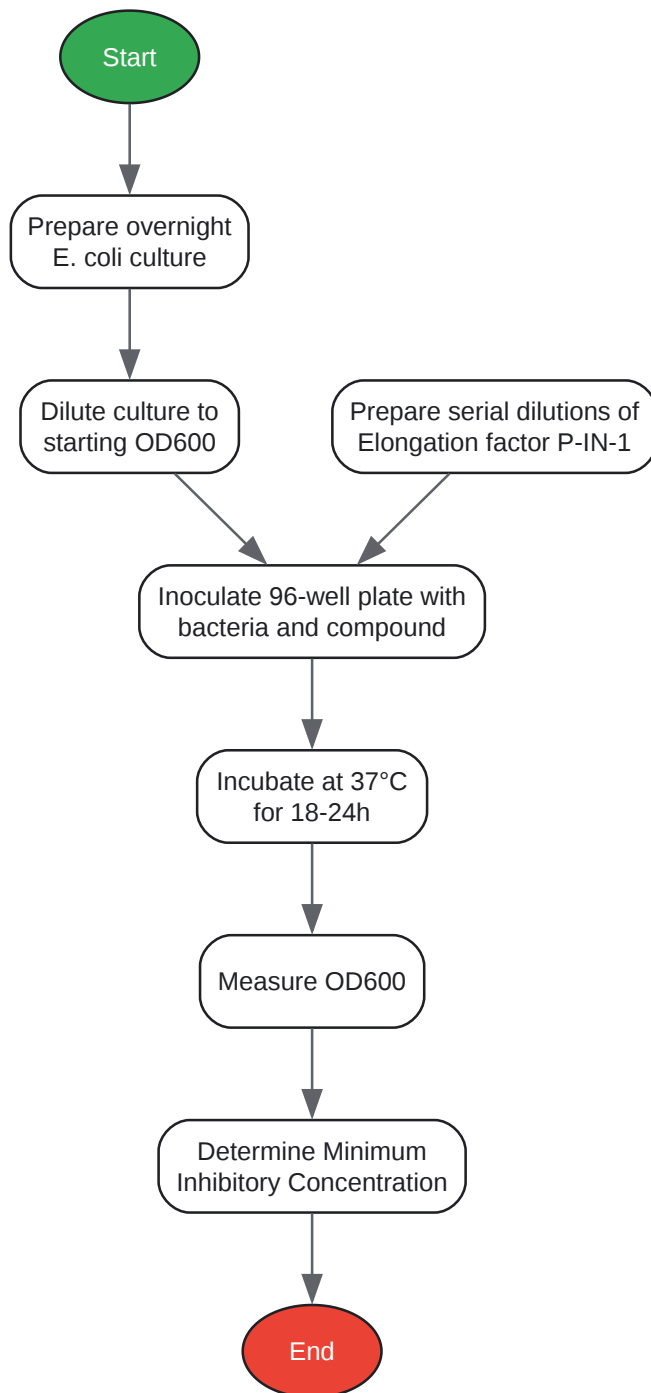 Start
Prepare overnight
E. coli culture
Dilute culture to
starting OD600
Prepare serial dilutions of
Elongation factor P-IN-1
Inoculate 96-well plate with
bacteria and compound
Incubate at 37°C
for 18-24h
Measure OD600
Determine Minimum
Inhibitory Concentration
End